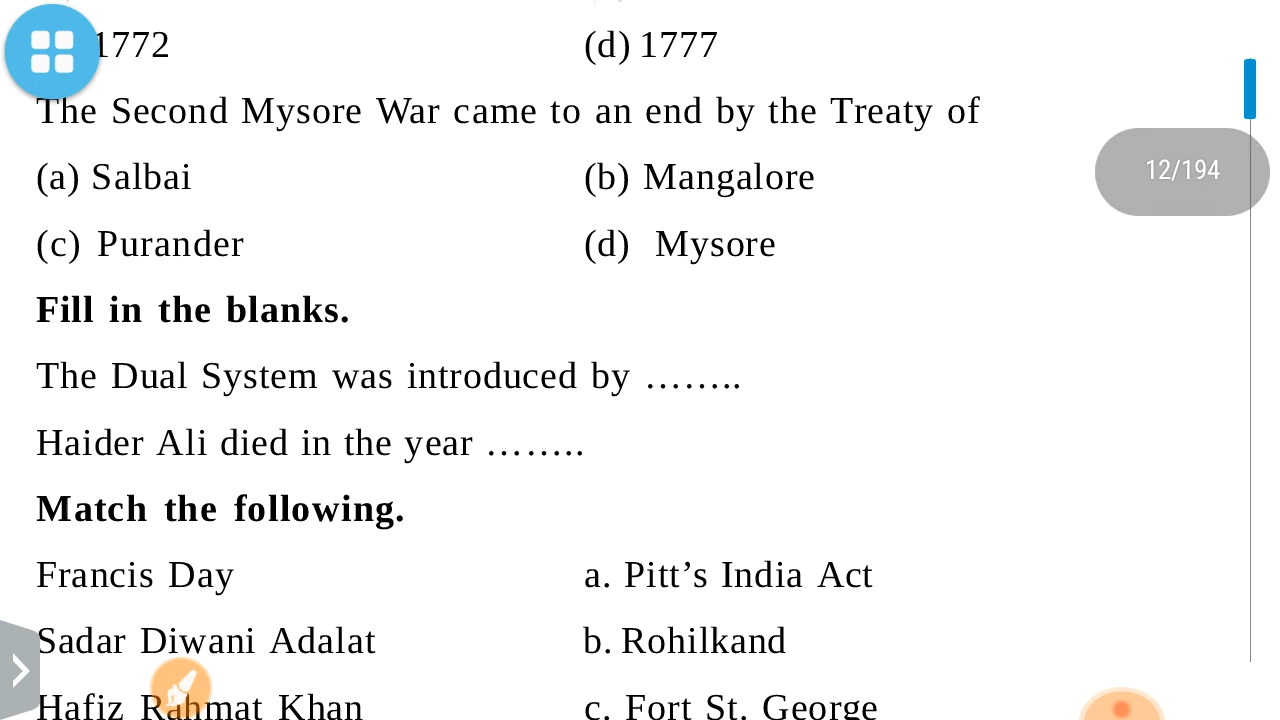 1772 (d) 1777
The Second Mysore War came to an end by the Treaty of
12/194
(a) Salbai (b) Mangalore
(c) Purander (d) Mysore
Fill in the blanks.
The Dual System was introduced by ……..
Haider Ali died in the year ……..
Match the following.
Francis Day a. Pitt’s India Act
Sadar Diwani Adalat b. Rohilkand
Hafiz Rahmat Khan c. Fort St. George